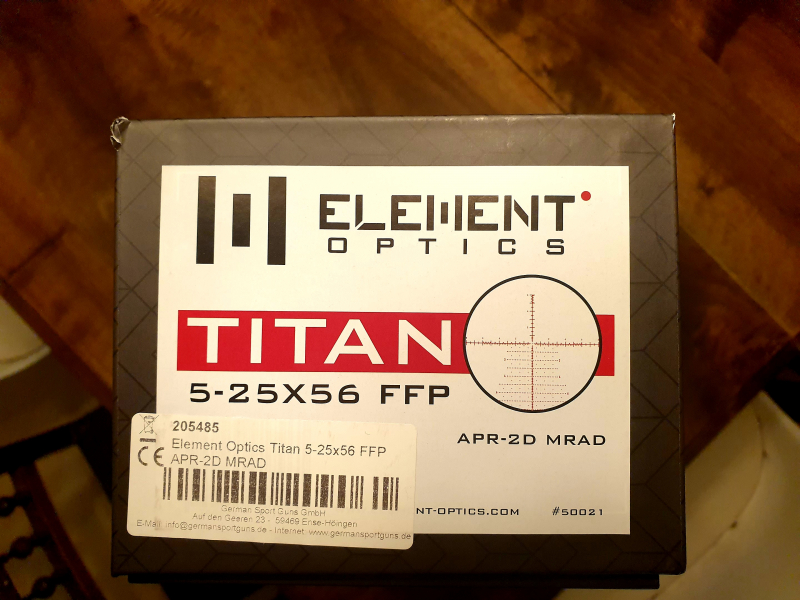 ELEMENT
OPTICS
TITAN
5-25X56 FFP
APR-2D MRAD
205485
Element Optics Titan 5-25x56 FFP
APR-2D MRAD
CE
German Sport Guns GmbH
Auf den Geeren 23 - 59469 Ense-Höingen
E-Mail: info@germansportguns.de - Internet: www.germansportguns.de
NT-OPTICS.COM #50021